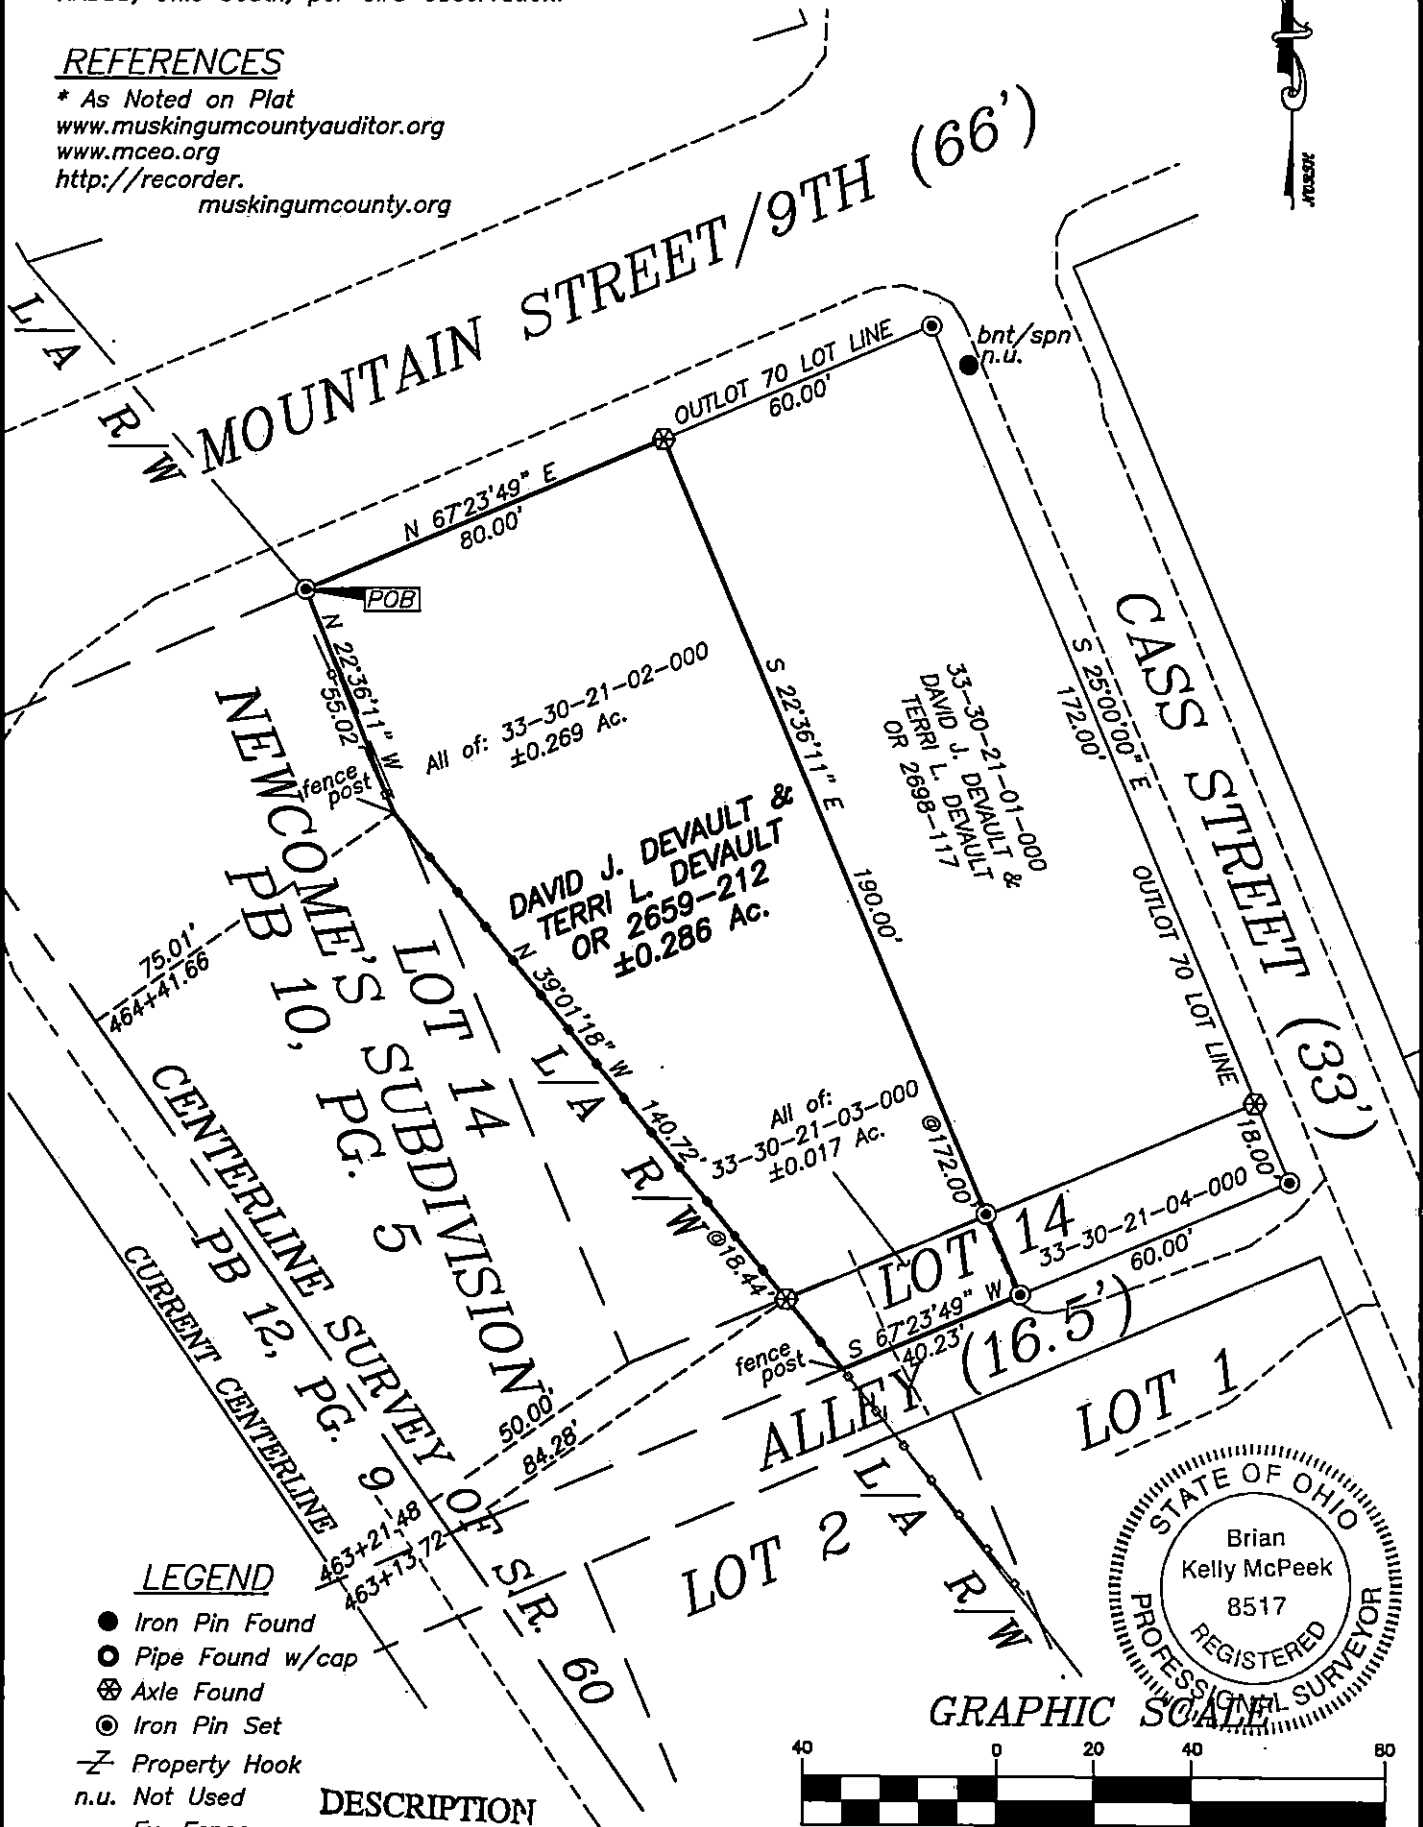 REFERENCES
* As Noted on Plat
www.muskingumcountyauditor.org
www.mceo.org
http://recorder.
muskingumcounty.org
MOUNTAIN STREET/9TH (66')
L/A
R/W
OUTLOT 70 LOT LINE
60.00'
bnt/spn
n.u.
N 67°23'49" E
80.00'
POB
N 22°36'11" W
55.02'
fence
post
All of: 33-30-21-02-000
±0.269 Ac.
S 22°36'11" E
190.00'
@172.00'
33-30-21-01-000
DAVID J. DEVAULT &
TERRI L. DEVAULT
OR 2698-117
S 25°00'00" E
172.00'
CASS STREET (33')
OUTLOT 70 LOT LINE
18.00'
DAVID J. DEVAULT &
TERRI L. DEVAULT
OR 2659-212
±0.286 Ac.
NEWCOME'S SUBDIVISION
PB 10, PG. 5
LOT 14
75.01'
464+41.66
N 39°01'18" W
140.72'
L/A
R/W
@18.44'
All of:
33-30-21-03-000
±0.017 Ac.
LOT 14
33-30-21-04-000
60.00'
S 67°23'49" W
40.23'
fence
post
ALLEY (16.5')
CENTERLINE SURVEY OF S.R. 60
PB 12, PG. 9
CURRENT CENTERLINE
50.00'
84.28'
463+21.48
463+13.72
LOT 1
LOT 2
L/A
R/W
LEGEND
Iron Pin Found
Pipe Found w/cap
Axle Found
Iron Pin Set
Property Hook
n.u. Not Used
DESCRIPTION
STATE OF OHIO
Brian
Kelly McPeek
8517
REGISTERED
PROFESSIONAL SURVEYOR
GRAPHIC SCALE
40 0 20 40 80